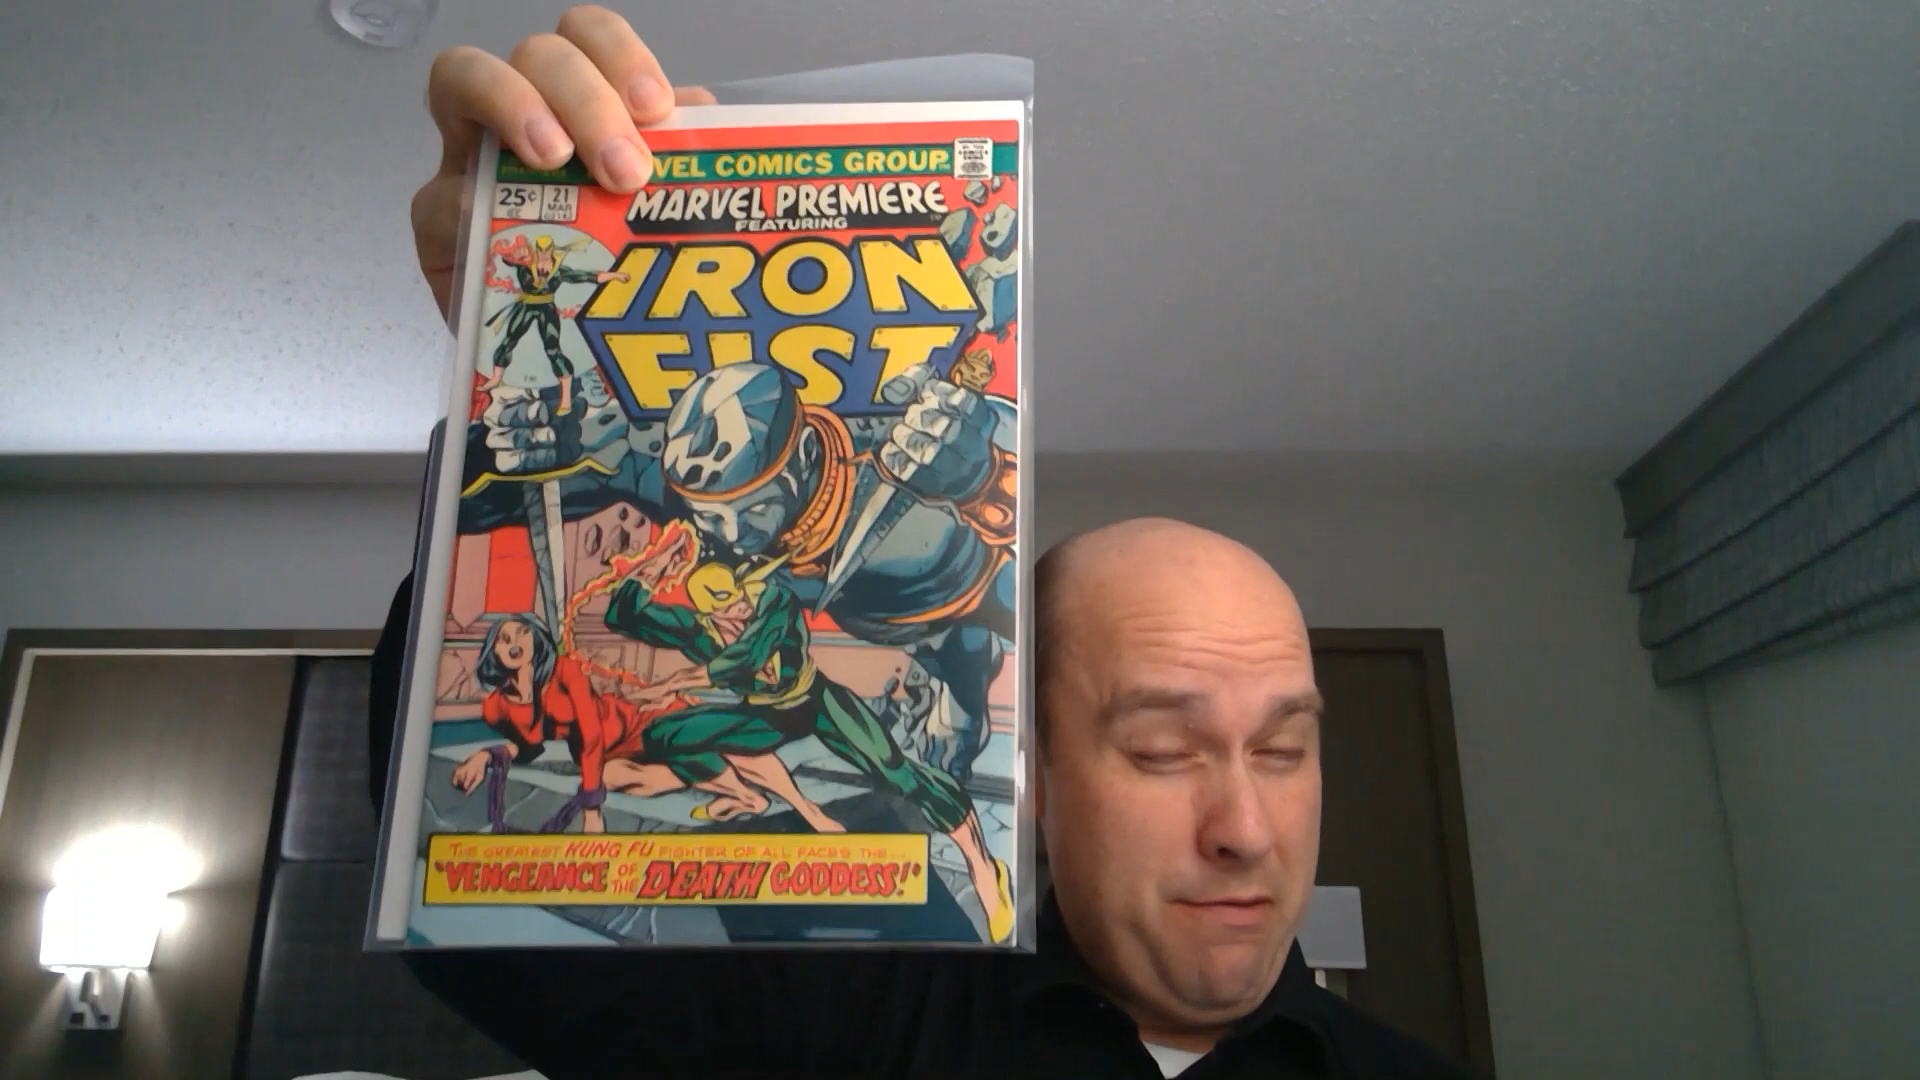 VEL COMICS GROUP
25¢ 21
MAR
MARVEL PREMIERE
FEATURING
IRON
FIST
THE GREATEST KUNG FU FIGHTER OF ALL FACES THE...
"VENGEANCE OF THE DEATH GODDESS!"